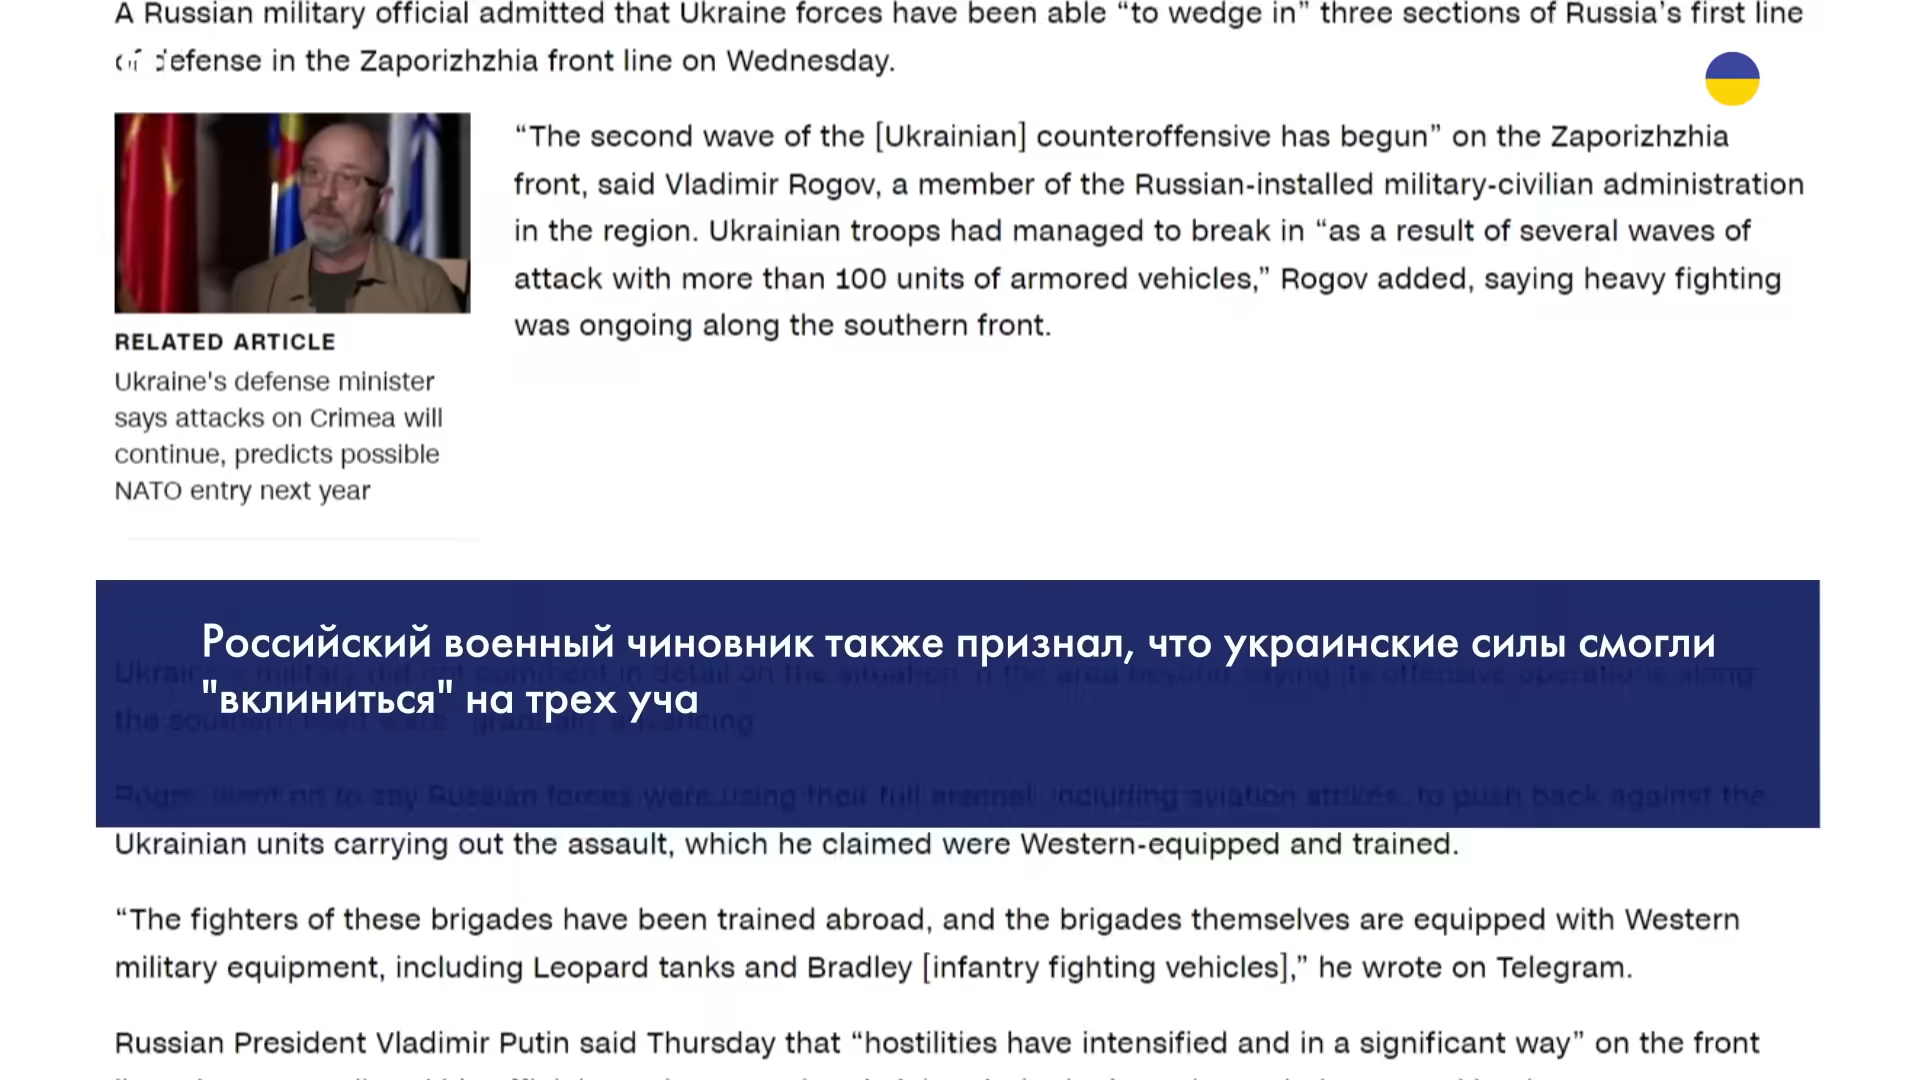 A Russian military official admitted that Ukraine forces have been able “to wedge in” three sections of Russia’s first line
of defense in the Zaporizhzhia front line on Wednesday.
“The second wave of the [Ukrainian] counteroffensive has begun” on the Zaporizhzhia
front, said Vladimir Rogov, a member of the Russian-installed military-civilian administration
in the region. Ukrainian troops had managed to break in “as a result of several waves of
attack with more than 100 units of armored vehicles,” Rogov added, saying heavy fighting
was ongoing along the southern front.
RELATED ARTICLE
Ukraine's defense minister
says attacks on Crimea will
continue, predicts possible
NATO entry next year
Российский военный чиновник также признал, что украинские силы смогли
"вклиниться" на трех уча
Ukrainian units carrying out the assault, which he claimed were Western-equipped and trained.
“The fighters of these brigades have been trained abroad, and the brigades themselves are equipped with Western
military equipment, including Leopard tanks and Bradley [infantry fighting vehicles],” he wrote on Telegram.
Russian President Vladimir Putin said Thursday that “hostilities have intensified and in a significant way” on the front